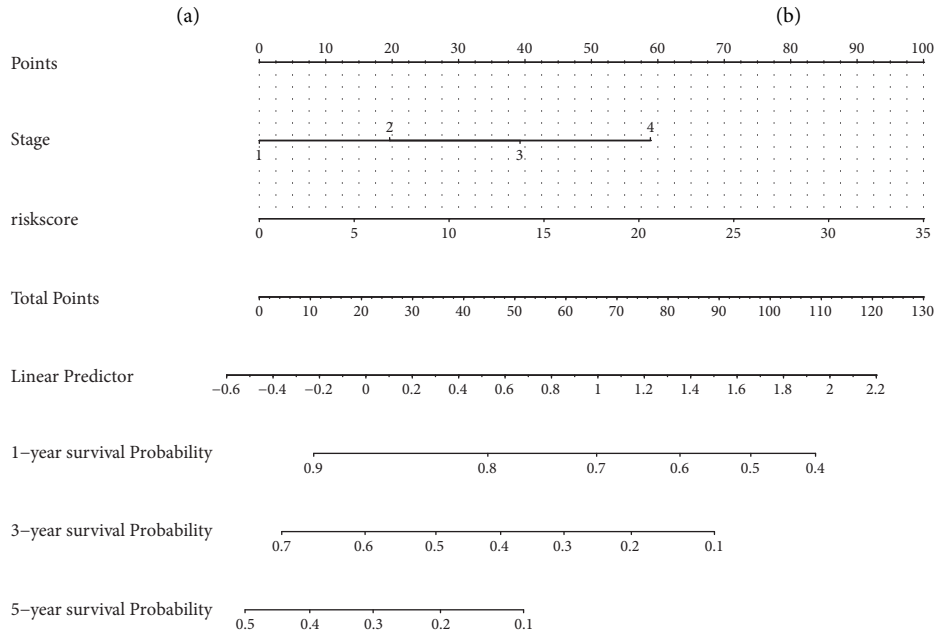 (a) (b)
Points 0 10 20 30 40 50 60 70 80 90 100
Stage 1 2 3 4
riskscore 0 5 10 15 20 25 30 35
Total Points 0 10 20 30 40 50 60 70 80 90 100 110 120 130
Linear Predictor −0.6 −0.4 −0.2 0 0.2 0.4 0.6 0.8 1 1.2 1.4 1.6 1.8 2 2.2
1−year survival Probability 0.9 0.8 0.7 0.6 0.5 0.4
3−year survival Probability 0.7 0.6 0.5 0.4 0.3 0.2 0.1
5−year survival Probability 0.5 0.4 0.3 0.2 0.1